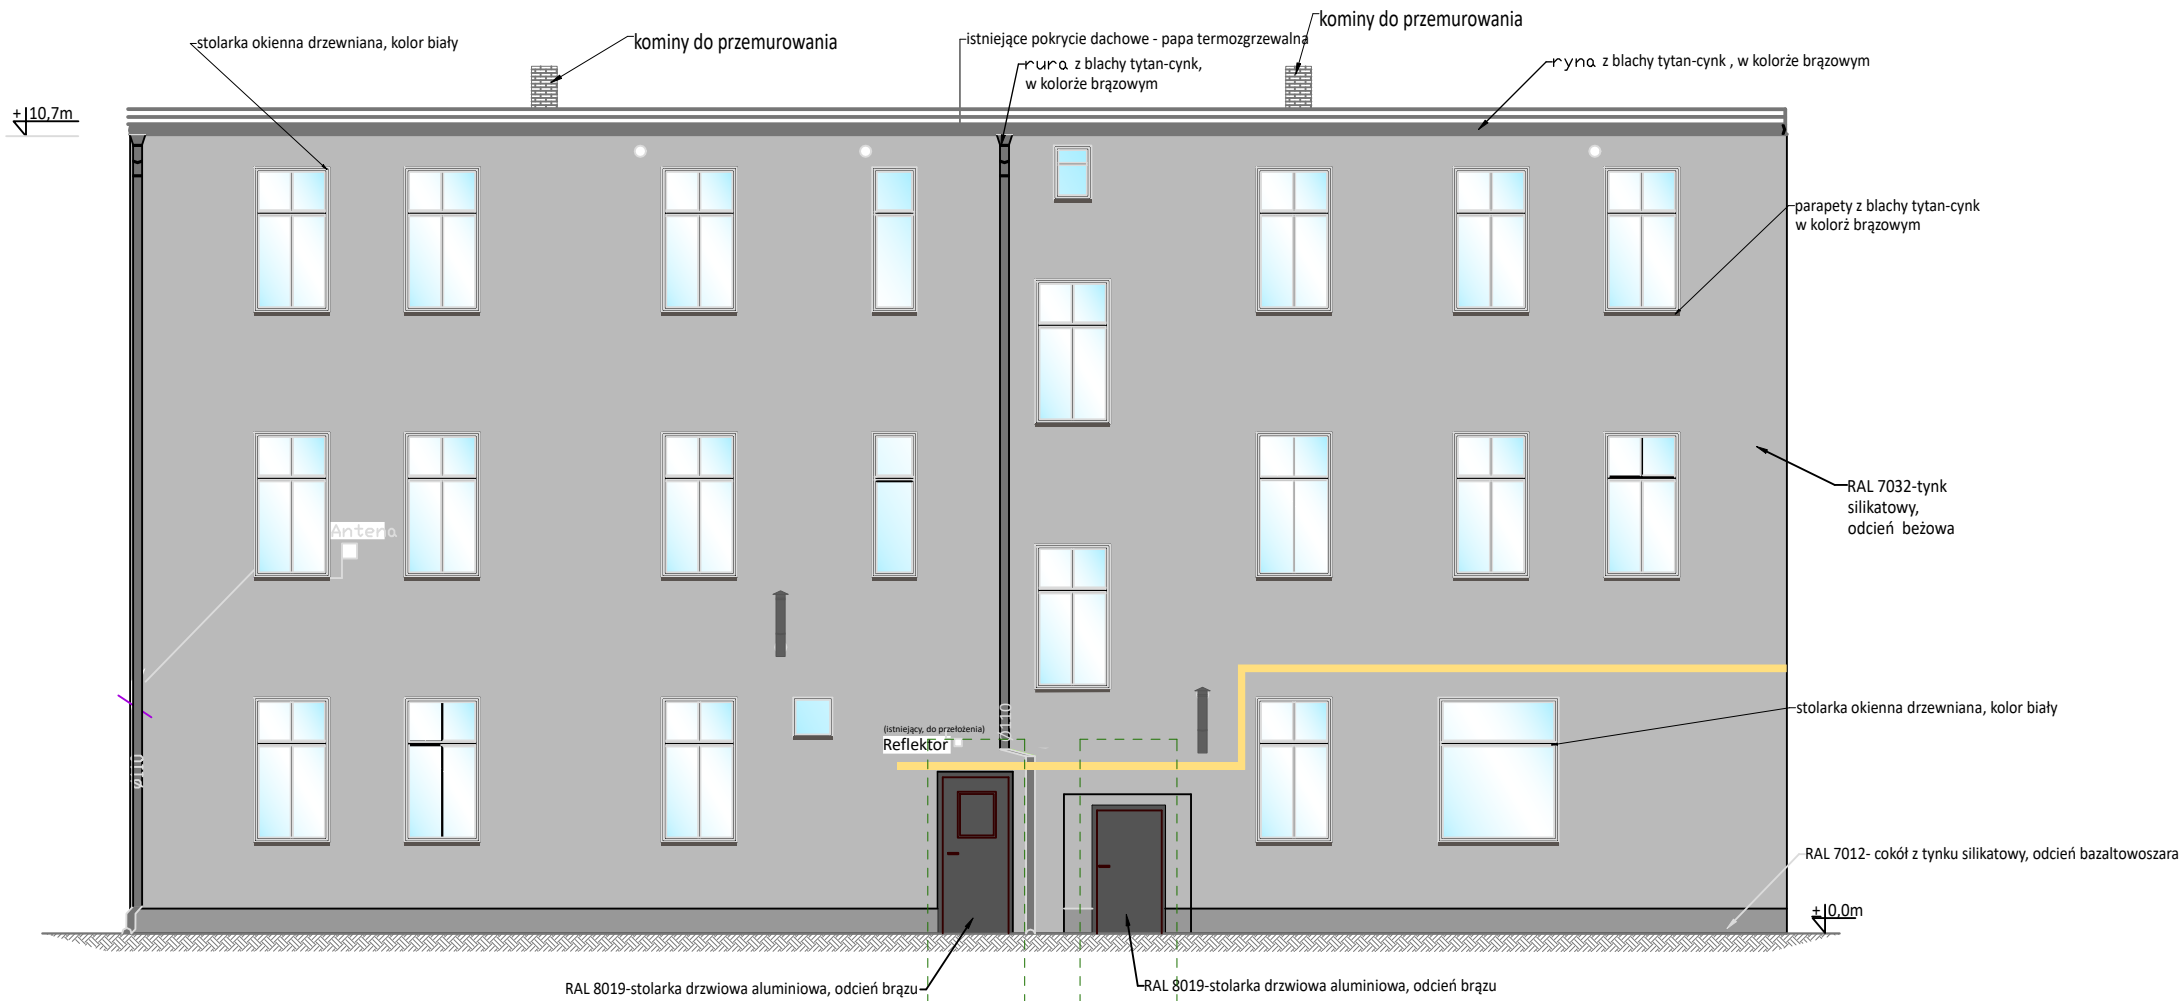 kominy do przemurowania
kominy do przemurowania
stolarka okienna drzewniana, kolor biały
istniejące pokrycie dachowe - papa termozgrzewalna
rura z blachy tytan-cynk,
w kolorże brązowym
ryna z blachy tytan-cynk , w kolorże brązowym
+10,7m
parapety z blachy tytan-cynk
w kolorż brązowym
RAL 7032-tynk
silikatowy,
odcień beżowa
Antena
stolarka okienna drzewniana, kolor biały
(istniejący, do przełożenia)
Reflektor
S110
S110
RAL 7012- cokół z tynku silikatowy, odcień bazaltowoszara
+0,0m
RAL 8019-stolarka drzwiowa aluminiowa, odcień brązu
RAL 8019-stolarka drzwiowa aluminiowa, odcień brązu